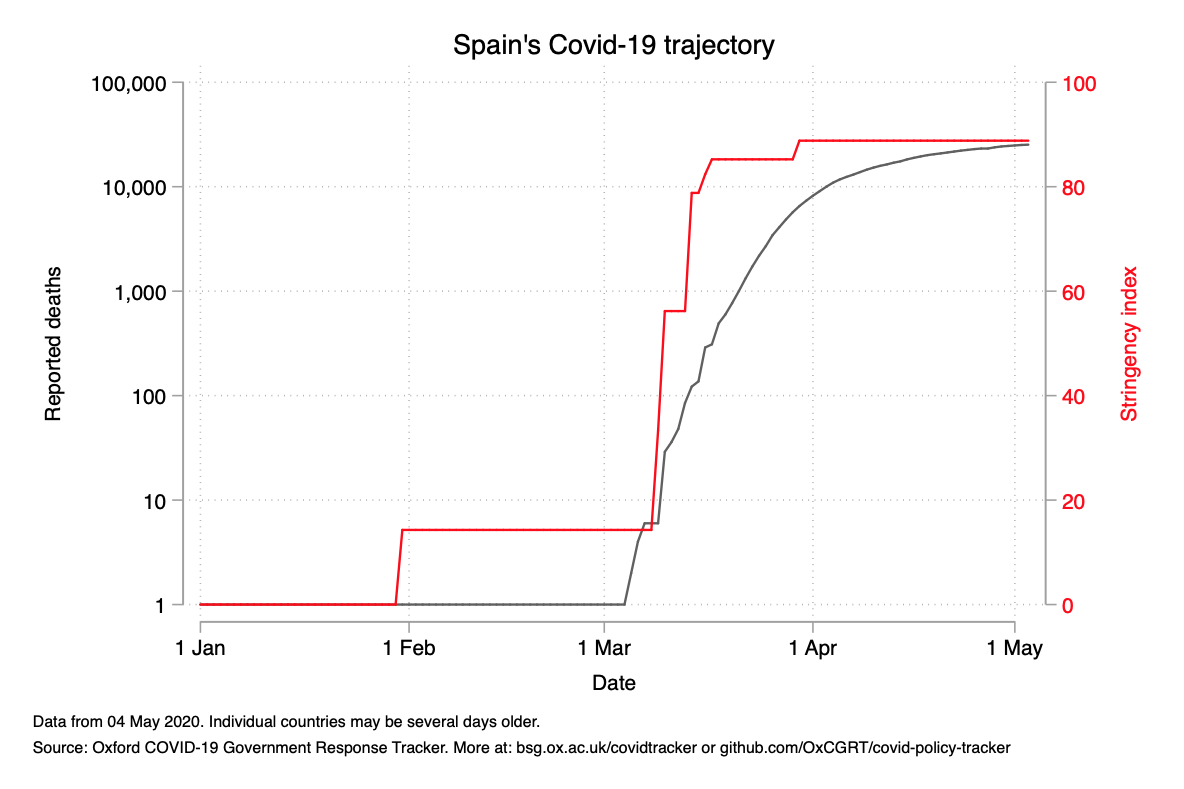 Spain's Covid-19 trajectory
100,000
10,000
1,000
100
10
1
Reported deaths
100
80
60
40
20
0
Stringency index
1 Jan
1 Feb
1 Mar
1 Apr
1 May
Date
Data from 04 May 2020. Individual countries may be several days older.
Source: Oxford COVID-19 Government Response Tracker. More at: bsg.ox.ac.uk/covidtracker or github.com/OxCGRT/covid-policy-tracker